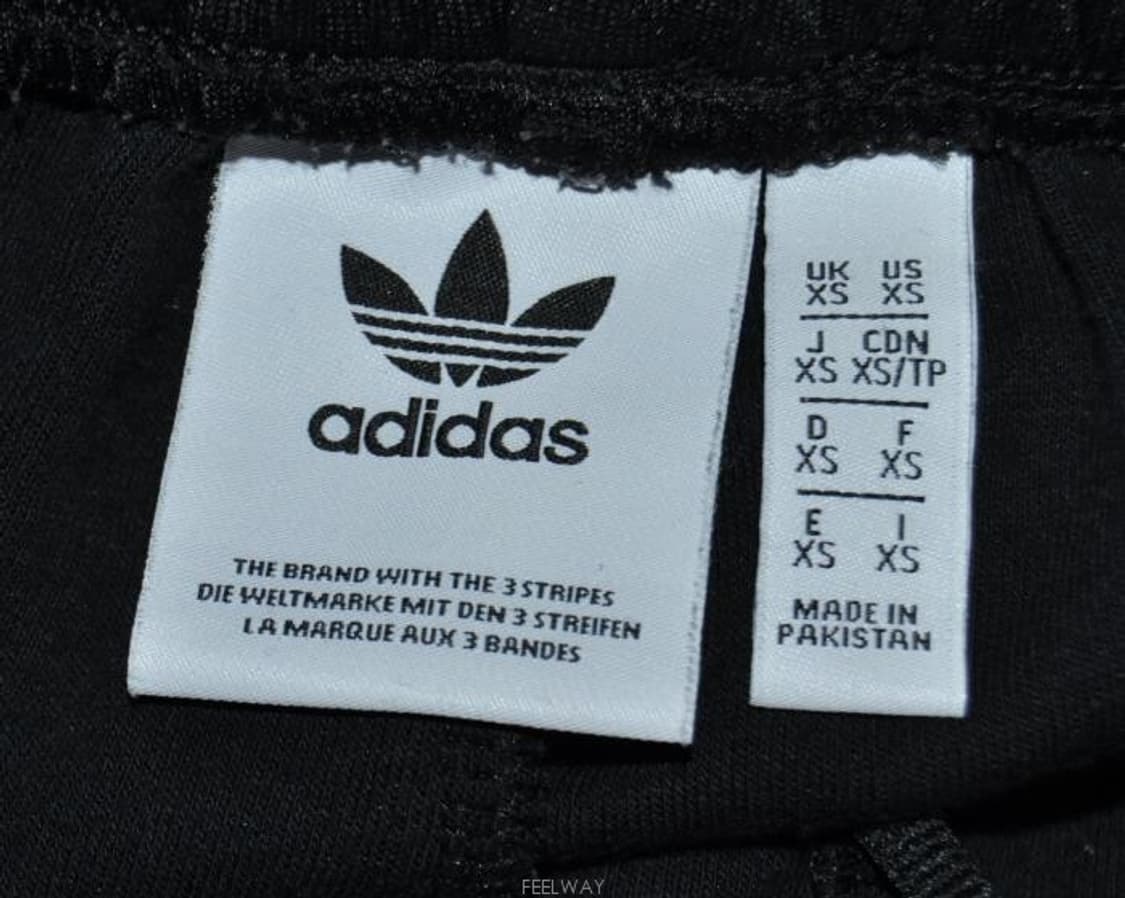 adidas
THE BRAND WITH THE 3 STRIPES
DIE WELTMARKE MIT DEN 3 STREIFEN
LA MARQUE AUX 3 BANDES
UK US
XS XS
J CDN
XS XS/TP
D F
XS XS
E I
XS XS
MADE IN
PAKISTAN
FEELWAY